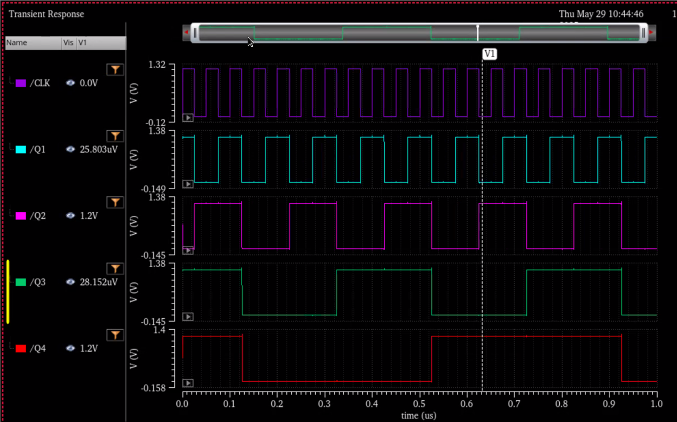 Transient Response
Thu May 29 10:44:46
1
Name Vis V1
V1
/CLK 0.0V
/Q1 25.803uV
/Q2 1.2V
/Q3 28.152uV
/Q4 1.2V
V (V) 1.32 -0.12
V (V) 1.38 -0.149
V (V) 1.38 -0.145
V (V) 1.38 -0.145
V (V) 1.4 -0.158
0.0 0.1 0.2 0.3 0.4 0.5 0.6 0.7 0.8 0.9 1.0
time (us)